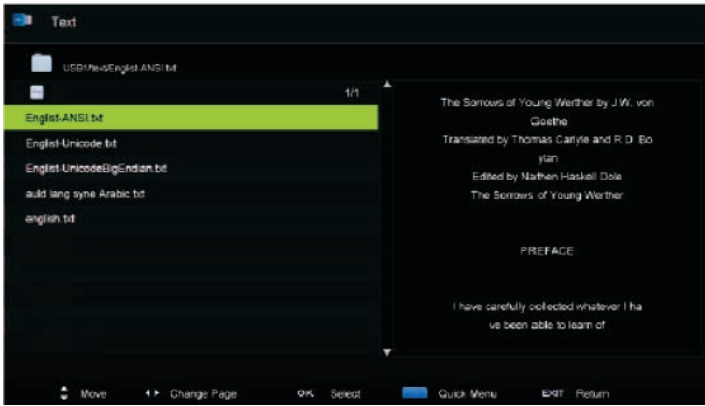 Text
USB1/text/Englist-ANSI.txt
1/1
Englist-ANSI.txt
Englist-Unicode.txt
Englist-UnicodeBigEndian.txt
auld lang syne Arabic.txt
english.txt
The Sorrows of Young Werther by J.W. von
Goethe
Translated by Thomas Carlyle and R.D. Bo
ylan
Edited by Nathen Haskell Dole
The Sorrows of Young Werther
PREFACE
I have carefully collected whatever I ha
ve been able to learn of
Move Change Page OK Select Quick Menu EXIT Return